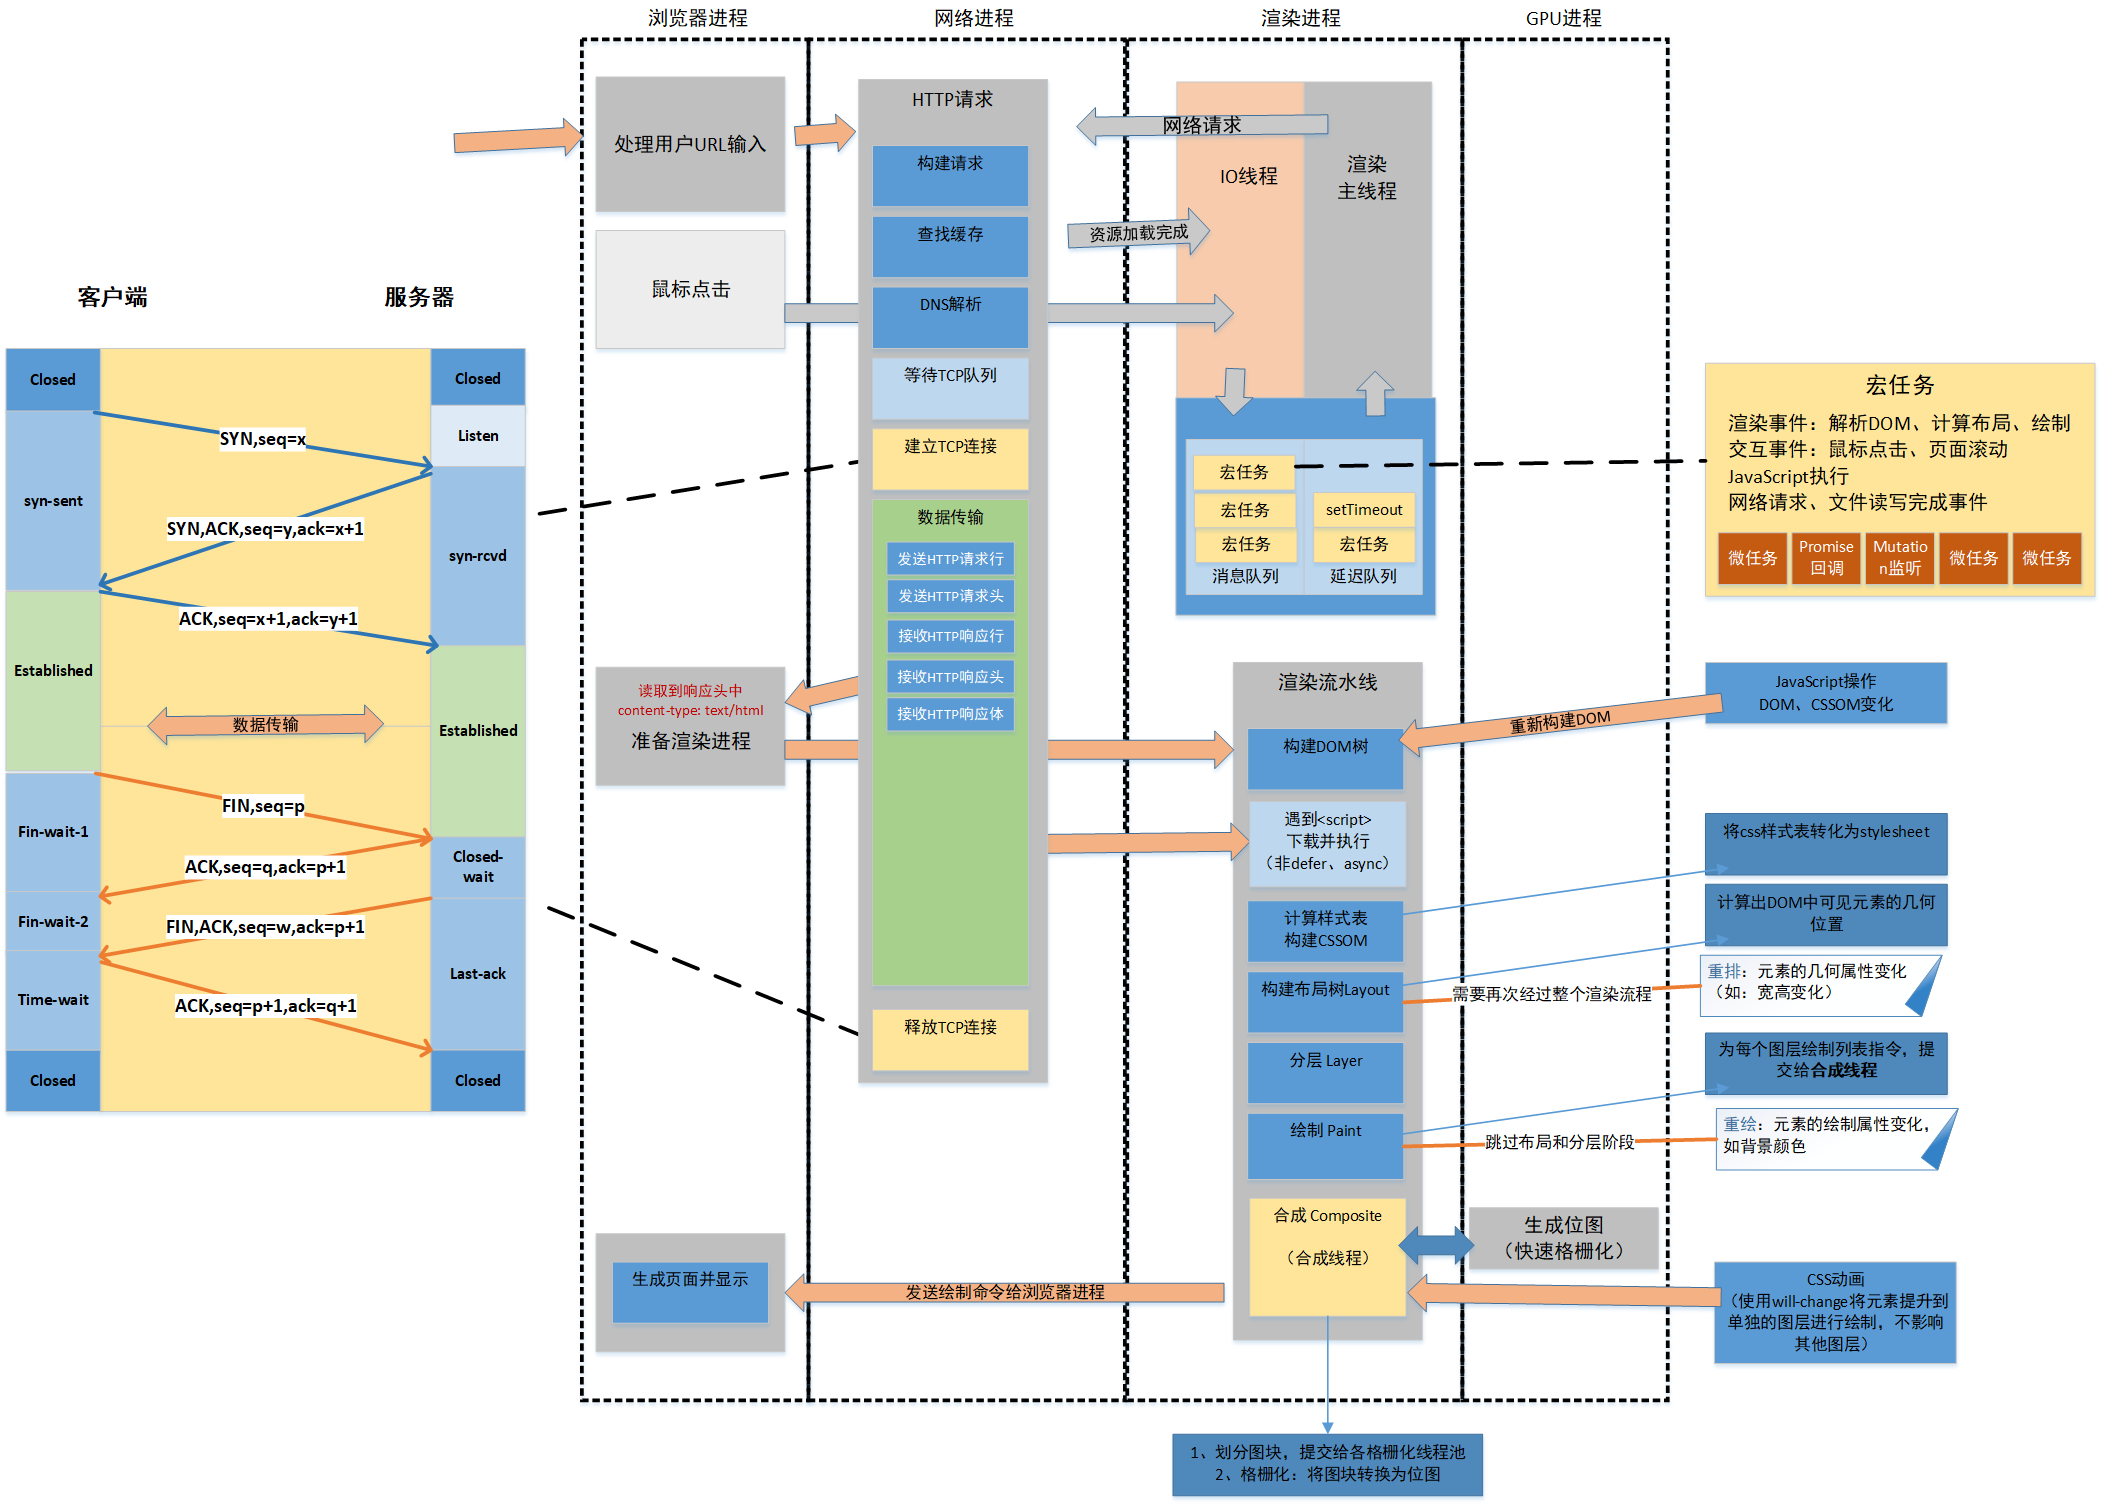 浏览器进程
网络进程
渲染进程
GPU进程
处理用户URL输入
鼠标点击
HTTP请求
构建请求
查找缓存
DNS解析
等待TCP队列
建立TCP连接
数据传输
发送HTTP请求行
发送HTTP请求头
接收HTTP响应行
接收HTTP响应头
接收HTTP响应体
释放TCP连接
网络请求
IO线程
渲染
主线程
资源加载完成
宏任务
宏任务
宏任务
消息队列
setTimeout
宏任务
延迟队列
宏任务
渲染事件：解析DOM、计算布局、绘制
交互事件：鼠标点击、页面滚动
JavaScript执行
网络请求、文件读写完成事件
微任务
Promise
回调
Mutatio
n监听
微任务
微任务
客户端
服务器
Closed
syn-sent
Established
Fin-wait-1
Fin-wait-2
Time-wait
Closed
SYN,seq=x
SYN,ACK,seq=y,ack=x+1
ACK,seq=x+1,ack=y+1
数据传输
FIN,seq=p
ACK,seq=q,ack=p+1
FIN,ACK,seq=w,ack=p+1
ACK,seq=p+1,ack=q+1
Closed
Listen
syn-rcvd
Established
Closed-
wait
Last-ack
Closed
读取到响应头中
content-type: text/html
准备渲染进程
渲染流水线
构建DOM树
遇到<script>
下载并执行
（非defer、async）
计算样式表
构建CSSOM
构建布局树Layout
分层 Layer
绘制 Paint
合成 Composite
（合成线程）
重新构建DOM
JavaScript操作
DOM、CSSOM变化
将css样式表转化为stylesheet
计算出DOM中可见元素的几何
位置
需要再次经过整个渲染流程
重排：元素的几何属性变化
（如：宽高变化）
为每个图层绘制列表指令，提
交给合成线程
跳过布局和分层阶段
重绘：元素的绘制属性变化，
如背景颜色
生成位图
（快速格栅化）
CSS动画
（使用will-change将元素提升到
单独的图层进行绘制，不影响
其他图层）
生成页面并显示
发送绘制命令给浏览器进程
1、划分图块，提交给各格栅化线程池
2、格栅化：将图块转换为位图